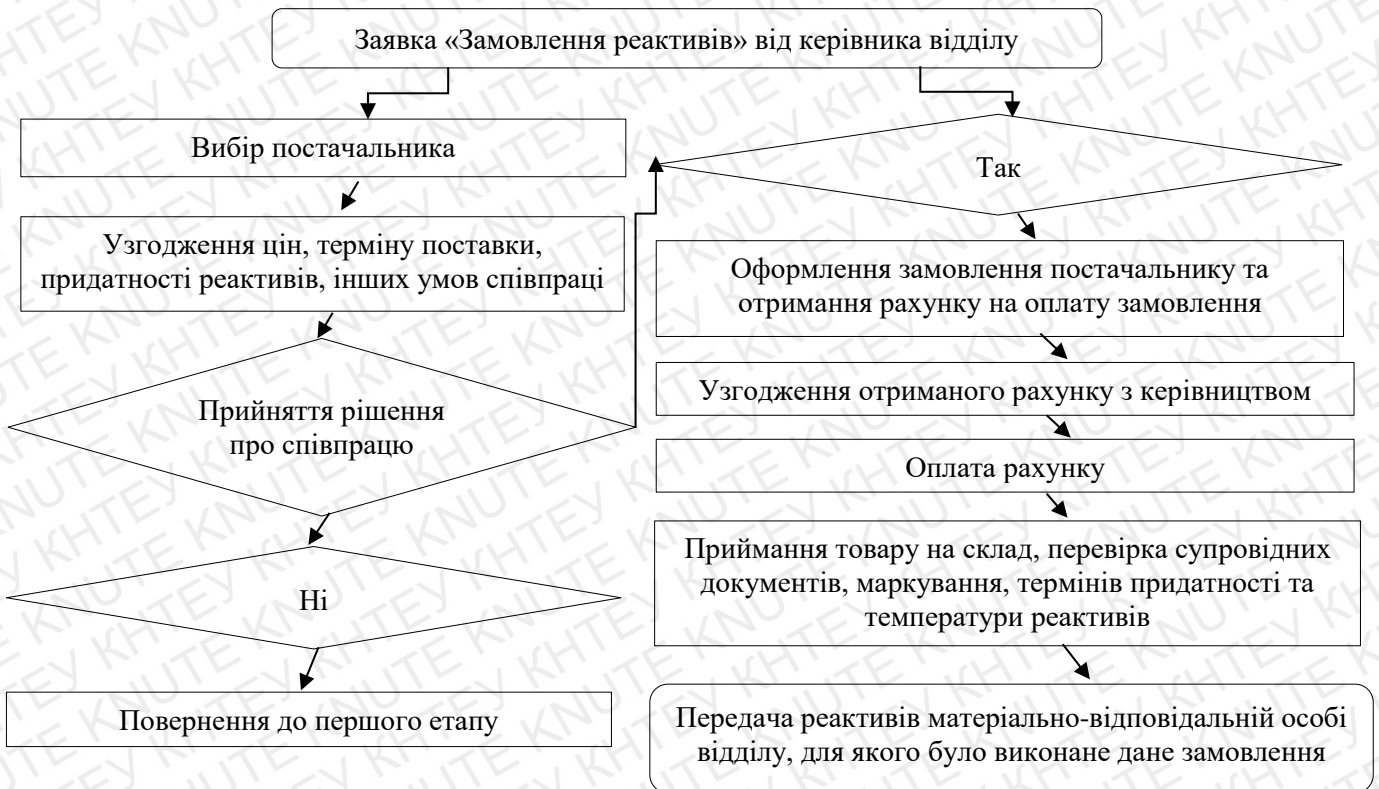 Заявка «Замовлення реактивів» від керівника відділу
Вибір постачальника
Узгодження цін, терміну поставки,
придатності реактивів, інших умов співпраці
Прийняття рішення
про співпрацю
Ні
Повернення до першого етапу
Так
Оформлення замовлення постачальнику та
отримання рахунку на оплату замовлення
Узгодження отриманого рахунку з керівництвом
Оплата рахунку
Приймання товару на склад, перевірка супровідних
документів, маркування, термінів придатності та
температури реактивів
Передача реактивів матеріально-відповідальній особі
відділу, для якого було виконане дане замовлення